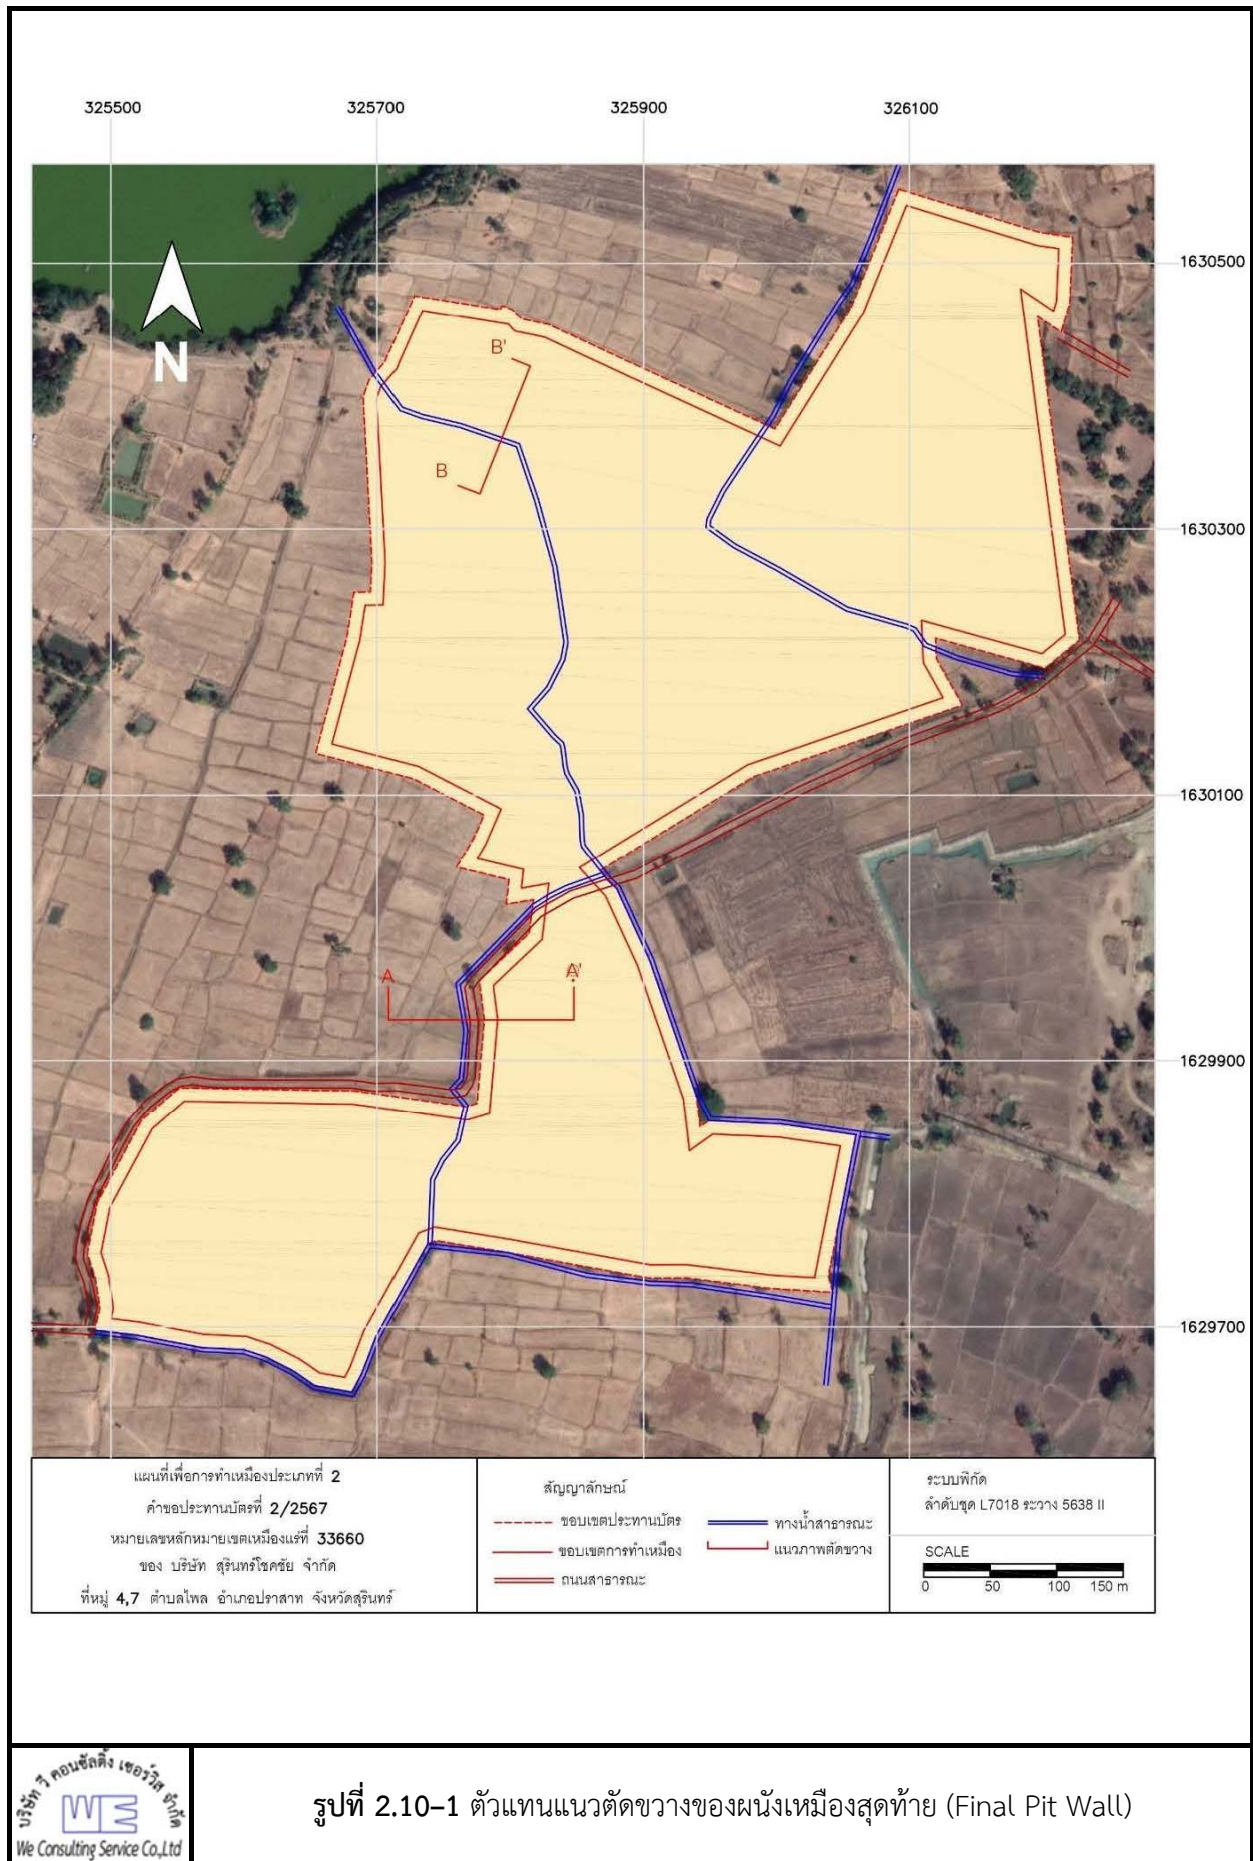 325500 325700 325900 326100
1630500
N
B'
B
1630300
1630100
A A'
1629900
1629700
แผนที่เพื่อการทำเหมืองประเภทที่ 2
คำขอประทานบัตรที่ 2/2567
หมายเลขหลักหมายเขตเหมืองแร่ที่ 33660
ของ บริษัท สุรินทร์โชคชัย จำกัด
ที่หมู่ 4,7 ตำบลไพล อำเภอปราสาท จังหวัดสุรินทร์
สัญญาลักษณ์
ขอบเขตประทานบัตร
ขอบเขตการทำเหมือง
ถนนสาธารณะ
ทางน้ำสาธารณะ
แนวภาพตัดขวาง
ระบบพิกัด
ลำดับชุด L7018 ระวาง 5638 II
SCALE
0 50 100 150 m
บริษัท วี คอนซัลติ้ง เซอร์วิส จำกัด
WE
We Consulting Service Co.,Ltd
รูปที่ 2.10–1 ตัวแทนแนวตัดขวางของผนังเหมืองสุดท้าย (Final Pit Wall)